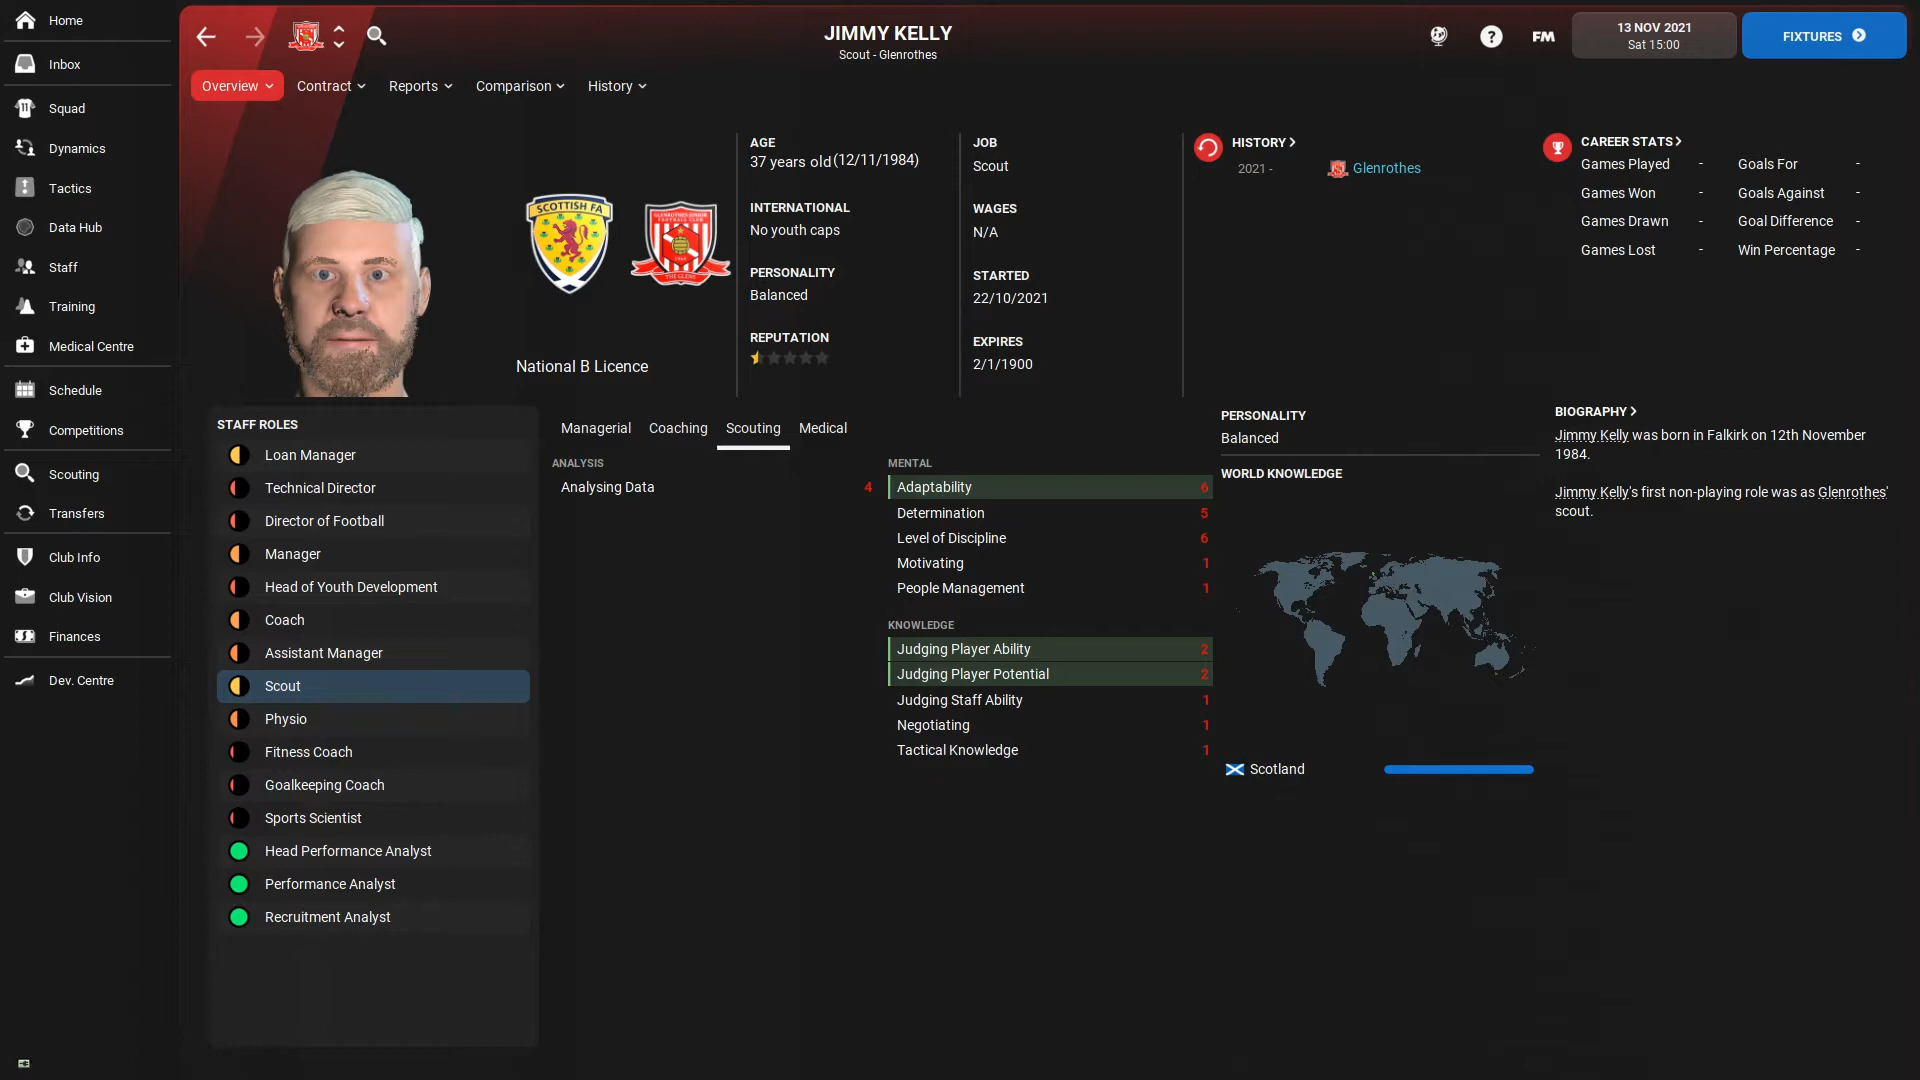 Home
Inbox
Squad
Dynamics
Tactics
Data Hub
Staff
Training
Medical Centre
Schedule
Competitions
Scouting
Transfers
Club Info
Club Vision
Finances
Dev. Centre
JIMMY KELLY
Scout - Glenrothes
FM
13 NOV 2021
Sat 15:00
FIXTURES
Overview
Contract
Reports
Comparison
History
SCOTTISH FA
National B Licence
AGE
37 years old (12/11/1984)
INTERNATIONAL
No youth caps
PERSONALITY
Balanced
REPUTATION
JOB
Scout
WAGES
N/A
STARTED
22/10/2021
EXPIRES
2/1/1900
HISTORY
2021 - Glenrothes
CAREER STATS
Games Played - Goals For -
Games Won - Goals Against -
Games Drawn - Goal Difference -
Games Lost - Win Percentage -
STAFF ROLES
Loan Manager
Technical Director
Director of Football
Manager
Head of Youth Development
Coach
Assistant Manager
Scout
Physio
Fitness Coach
Goalkeeping Coach
Sports Scientist
Head Performance Analyst
Performance Analyst
Recruitment Analyst
Managerial
Coaching
Scouting
Medical
ANALYSIS
Analysing Data 4
MENTAL
Adaptability 6
Determination 5
Level of Discipline 6
Motivating 1
People Management 1
KNOWLEDGE
Judging Player Ability 2
Judging Player Potential 2
Judging Staff Ability 1
Negotiating 1
Tactical Knowledge 1
PERSONALITY
Balanced
WORLD KNOWLEDGE
Scotland
BIOGRAPHY
Jimmy Kelly was born in Falkirk on 12th November
1984.
Jimmy Kelly's first non-playing role was as Glenrothes'
scout.